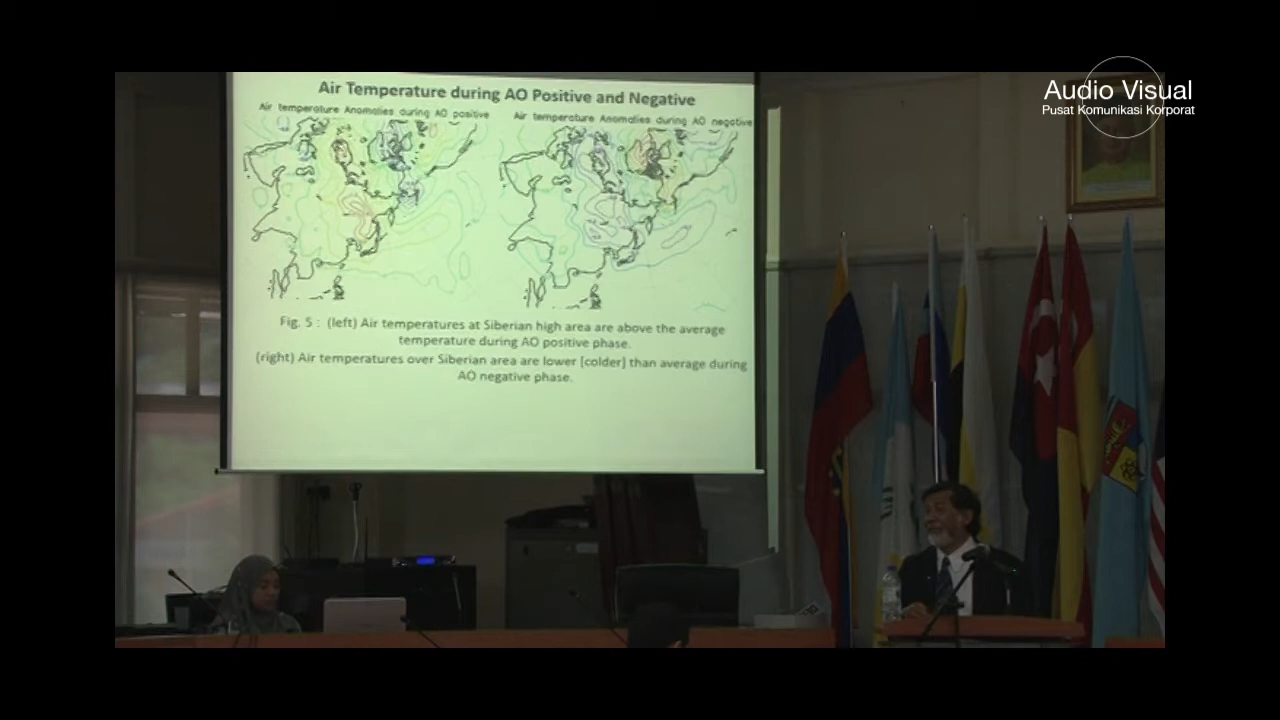 Audio Visual
Pusat Komunikasi Korporat
Air Temperature during AO Positive and Negative
Air temperature Anomalies during AO positive
Air temperature Anomalies during AO negative
Fig. 5 : (left) Air temperatures at Siberian high area are above the average
temperature during AO positive phase.
(right) Air temperatures over Siberian area are lower [colder] than average during
AO negative phase.